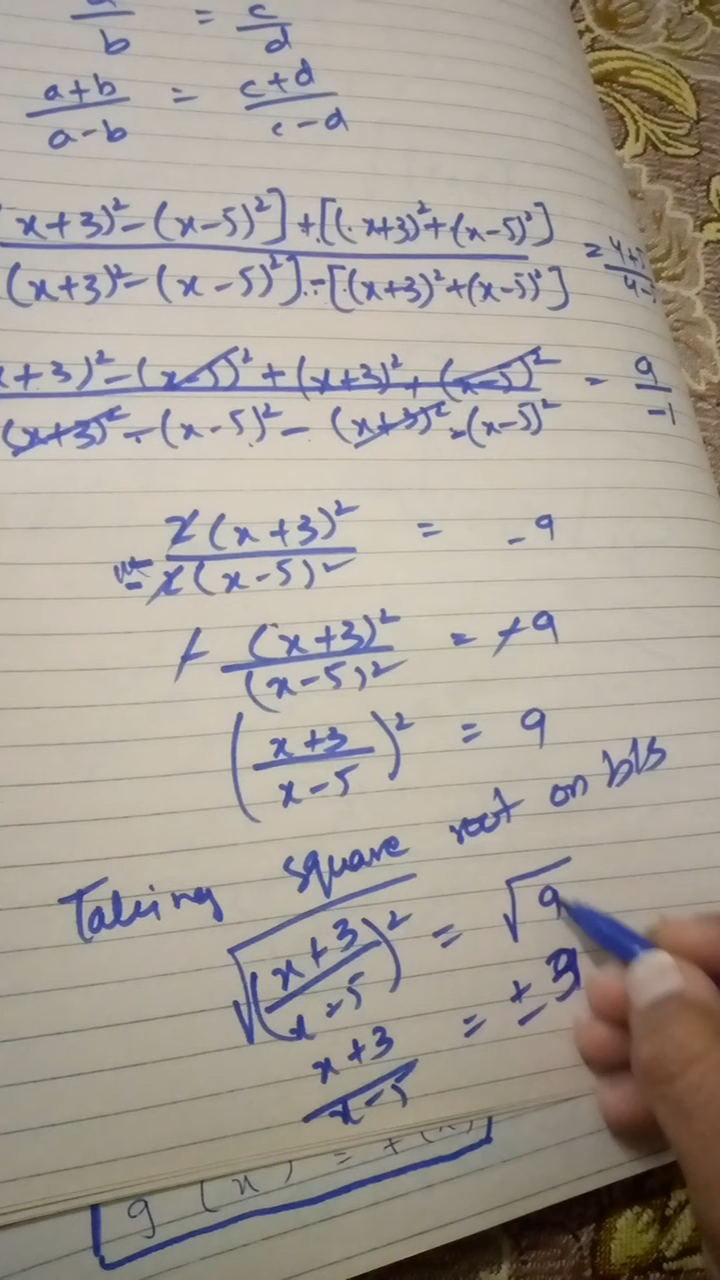 a/b = c/d
a+b/a-b = c+d/c-d
x+3)² - (x-5)²] + [(x+3)² + (x-5)²] / (x+3)² - (x-5)²] - [(x+3)² + (x-5)²] = 4+5/4-5
x+3)² - (x-5)² + (x+3)² + (x-5)² / (x+3)² - (x-5)² - (x+3)² - (x-5)² = 9/-1
2(x+3)² / -2(x-5)² = -9
- (x+3)²/(x-5)² = -9
(x+3/x-5)² = 9
Taking square root on b/s
√(x+3/x-5)² = √9
x+3/x-5 = ±3
g(x) =